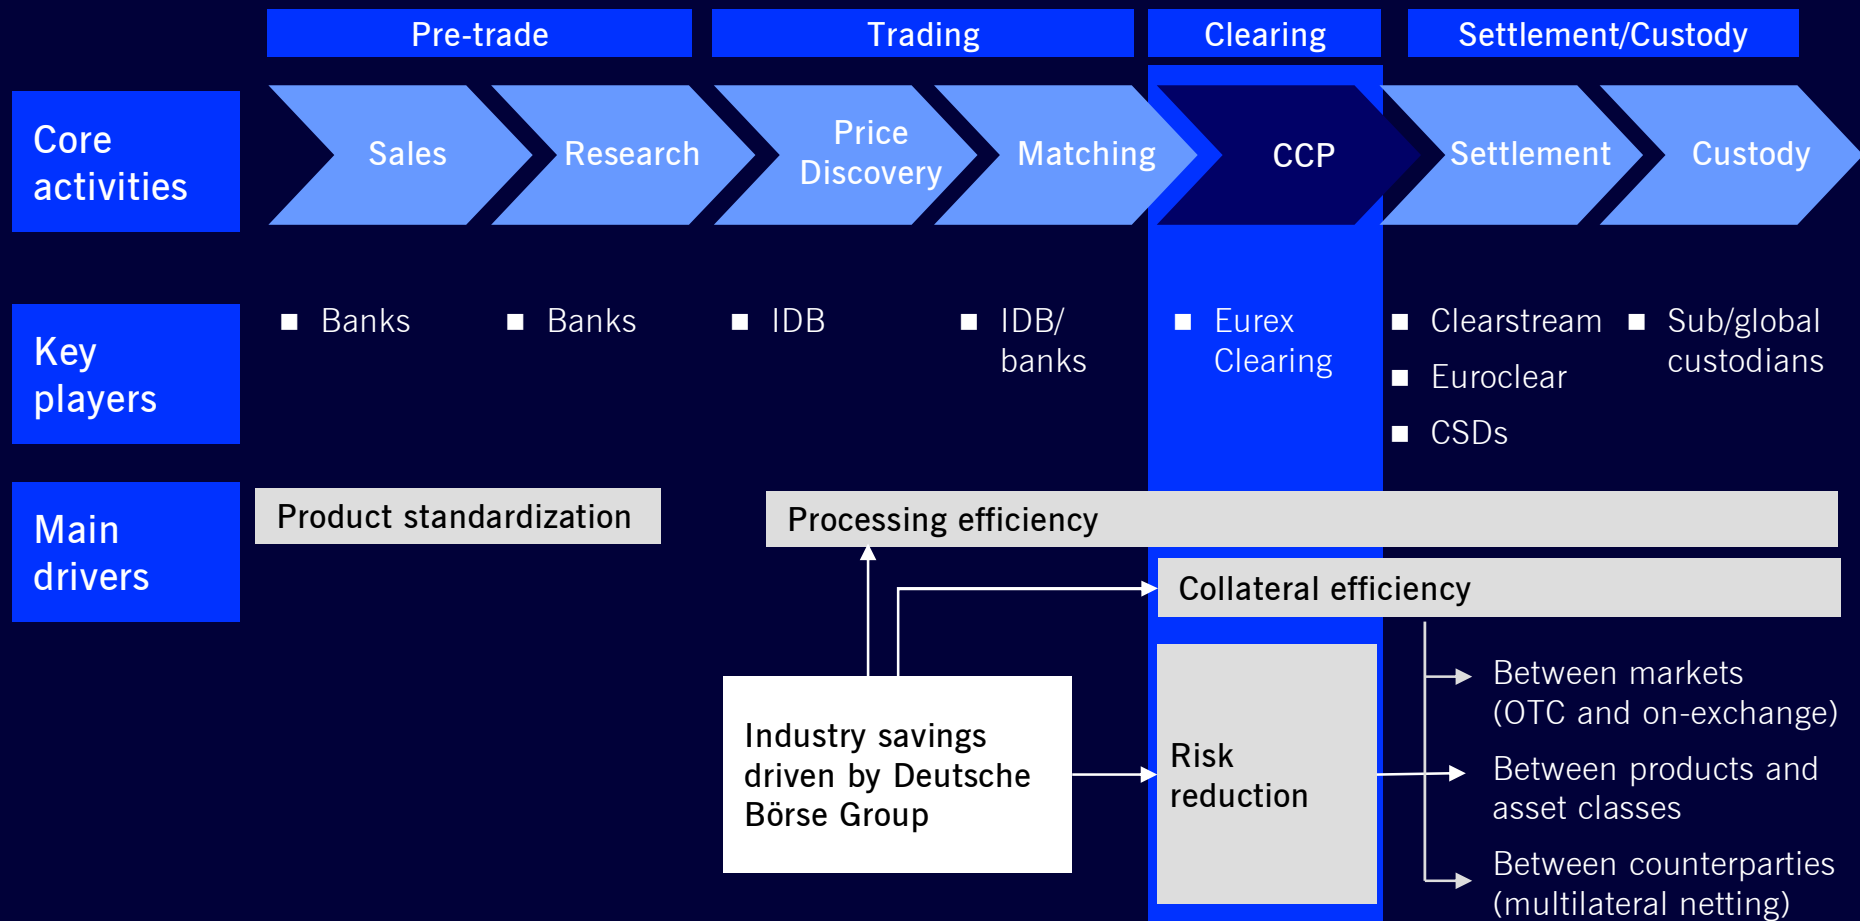 Pre-trade
Trading
Clearing
Settlement/Custody
Core
activities
Sales
Research
Price
Discovery
Matching
CCP
Settlement
Custody
Key
players
■ Banks
■ Banks
■ IDB
■ IDB/
banks
■ Eurex
Clearing
■ Clearstream
■ Euroclear
■ CSDs
■ Sub/global
custodians
Main
drivers
Product standardization
Processing efficiency
Collateral efficiency
Industry savings
driven by Deutsche
Börse Group
Risk
reduction
Between markets
(OTC and on-exchange)
Between products and
asset classes
Between counterparties
(multilateral netting)